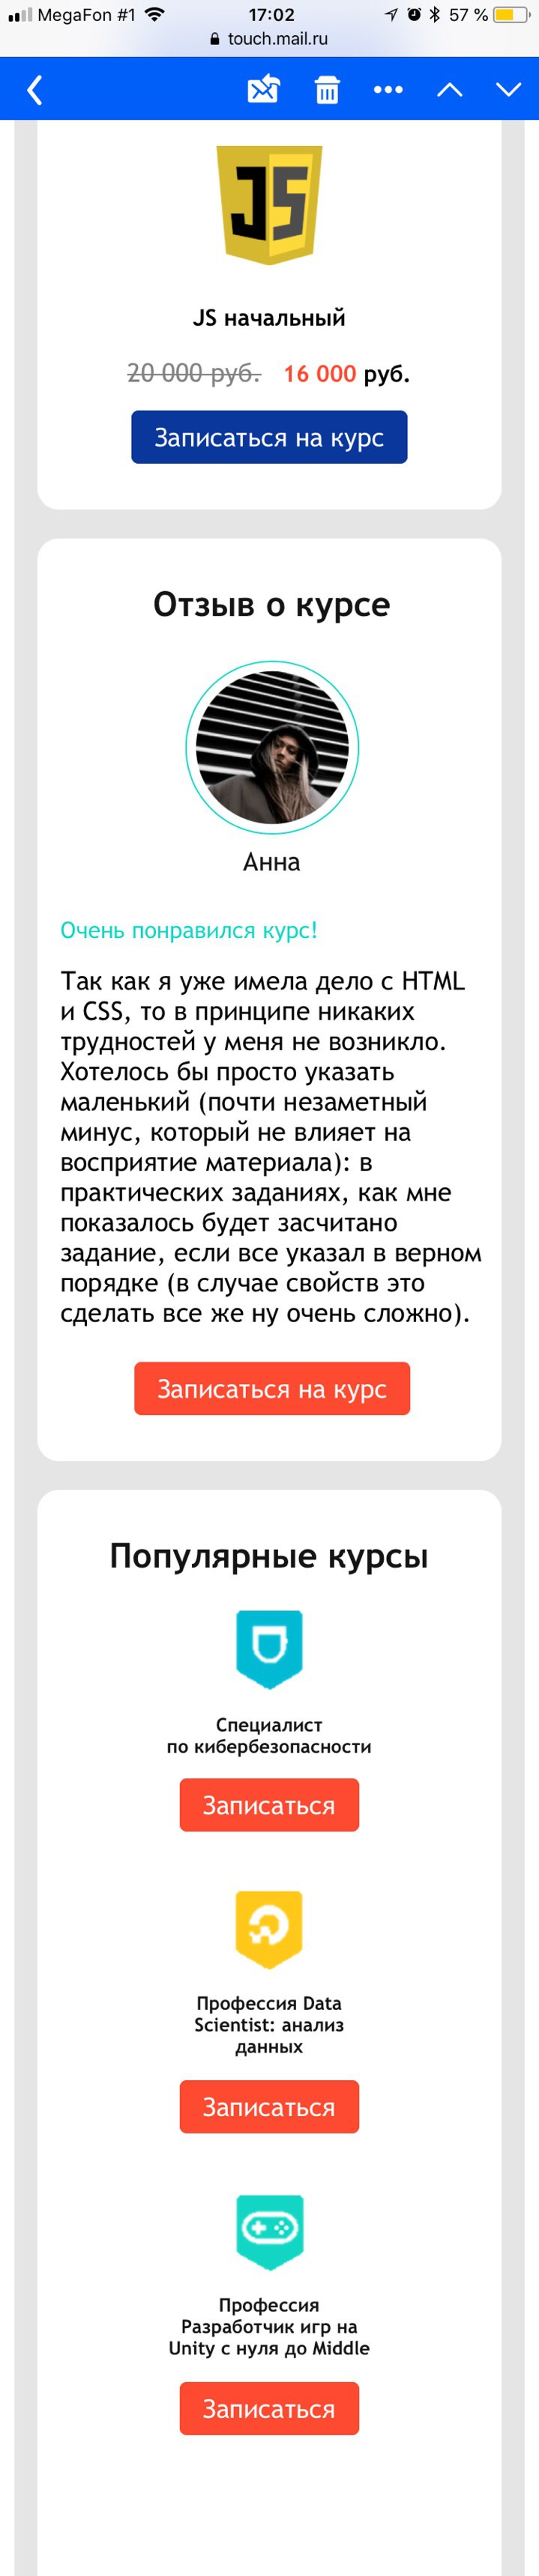 MegaFon #1 17:02 57 %
touch.mail.ru
JS
JS начальный
20 000 руб. 16 000 руб.
Записаться на курс
Отзыв о курсе
Анна
Очень понравился курс!
Так как я уже имела дело с HTML
и CSS, то в принципе никаких
трудностей у меня не возникло.
Хотелось бы просто указать
маленький (почти незаметный
минус, который не влияет на
восприятие материала): в
практических заданиях, как мне
показалось будет засчитано
задание, если все указал в верном
порядке (в случае свойств это
сделать все же ну очень сложно).
Записаться на курс
Популярные курсы
Специалист
по кибербезопасности
Записаться
Профессия Data
Scientist: анализ
данных
Записаться
Профессия
Разработчик игр на
Unity с нуля до Middle
Записаться